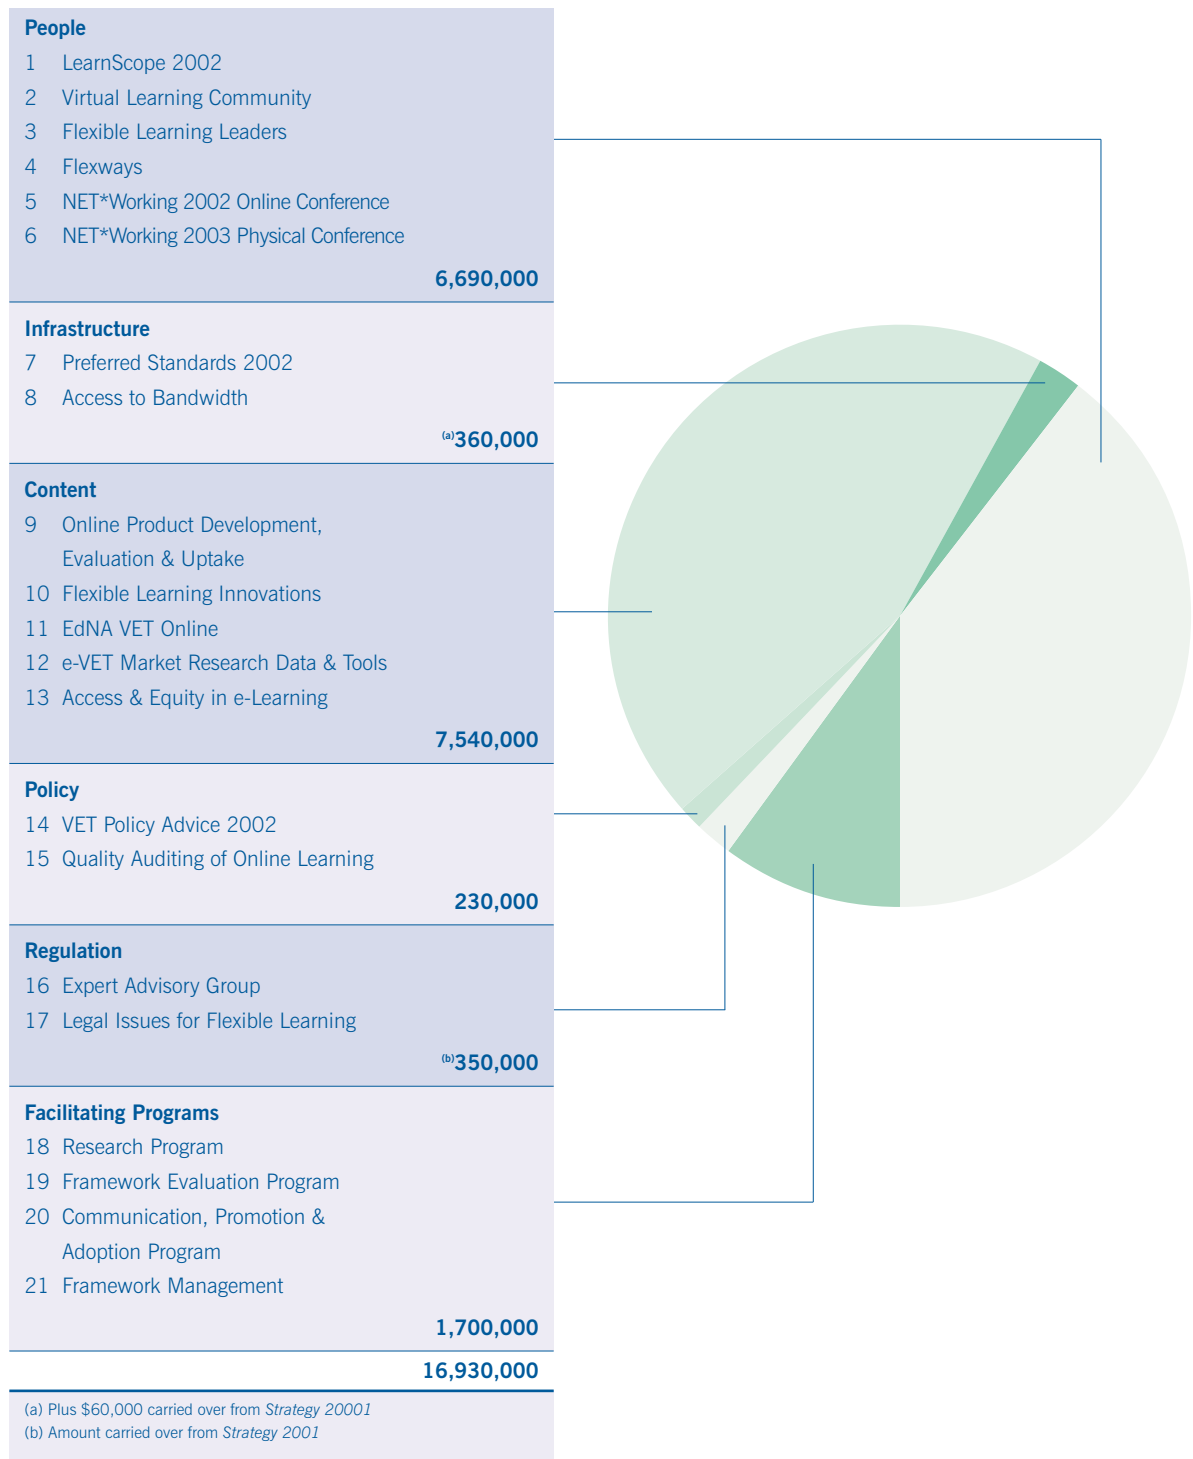 People
1 LearnScope 2002
2 Virtual Learning Community
3 Flexible Learning Leaders
4 Flexways
5 NET*Working 2002 Online Conference
6 NET*Working 2003 Physical Conference
6,690,000
Infrastructure
7 Preferred Standards 2002
8 Access to Bandwidth
(a)360,000
Content
9 Online Product Development,
Evaluation & Uptake
10 Flexible Learning Innovations
11 EdNA VET Online
12 e-VET Market Research Data & Tools
13 Access & Equity in e-Learning
7,540,000
Policy
14 VET Policy Advice 2002
15 Quality Auditing of Online Learning
230,000
Regulation
16 Expert Advisory Group
17 Legal Issues for Flexible Learning
(b)350,000
Facilitating Programs
18 Research Program
19 Framework Evaluation Program
20 Communication, Promotion &
Adoption Program
21 Framework Management
1,700,000
16,930,000
(a) Plus $60,000 carried over from Strategy 20001
(b) Amount carried over from Strategy 2001